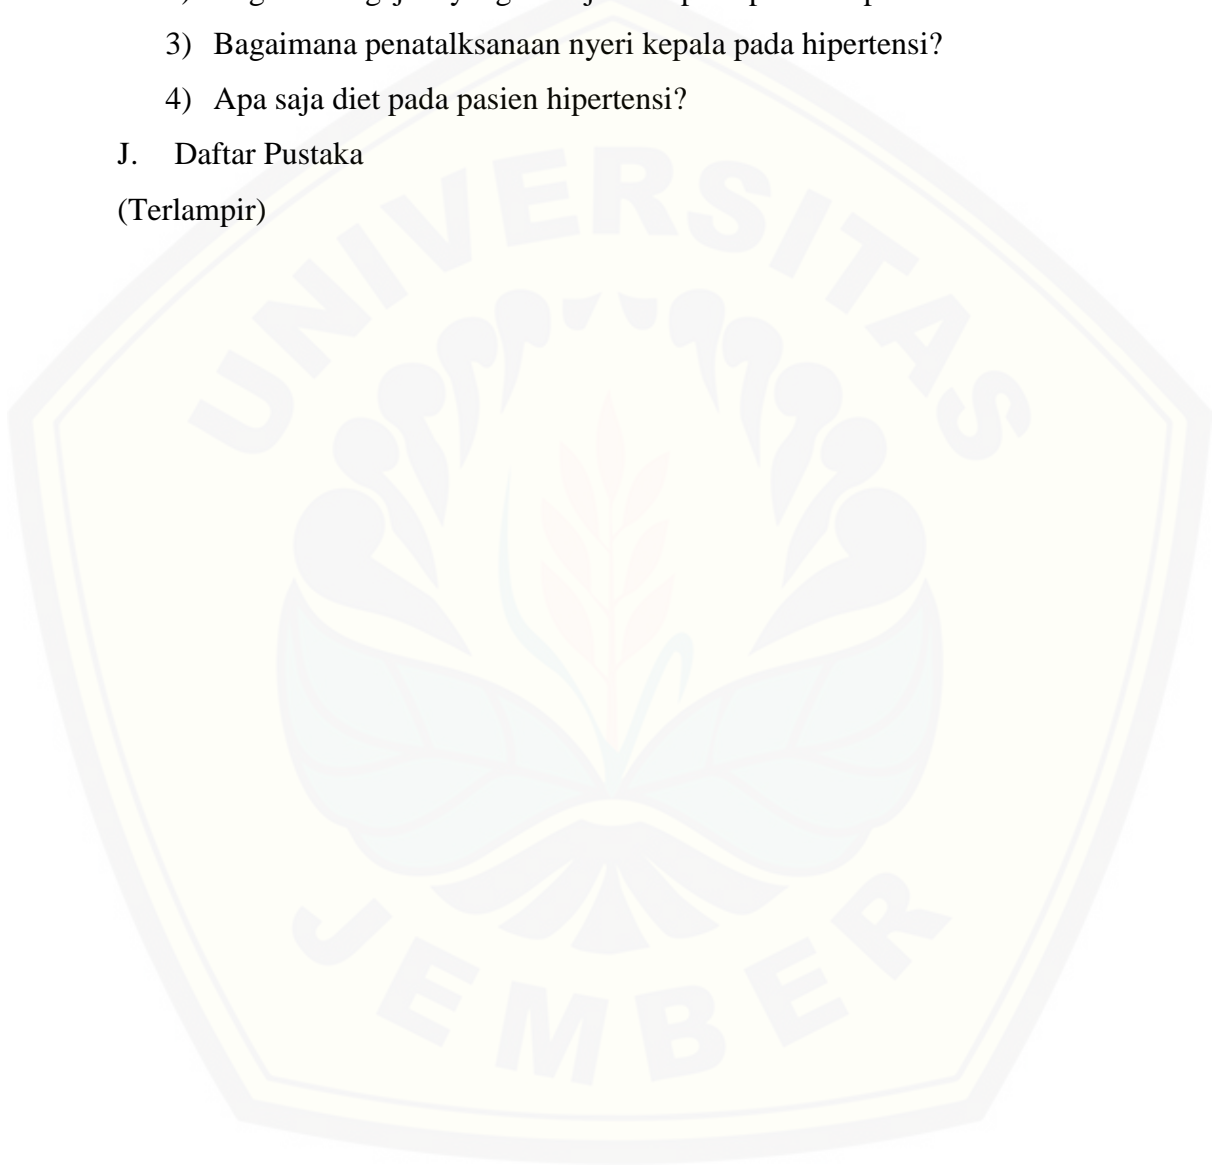 3) Bagaimana penatalksanaan nyeri kepala pada hipertensi?
4) Apa saja diet pada pasien hipertensi?
J. Daftar Pustaka
(Terlampir)
UNIVERSITAS
JEMBER